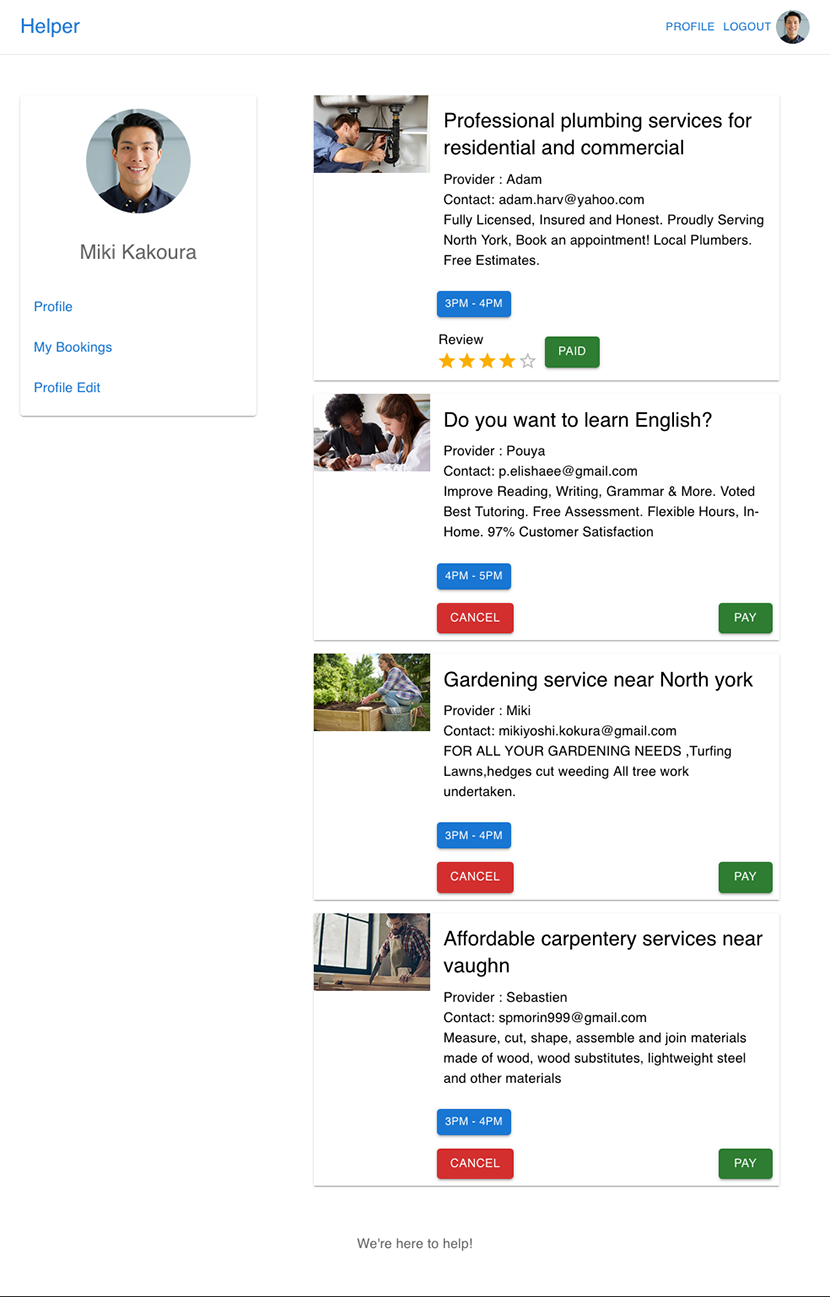 Helper
PROFILE LOGOUT
Miki Kakoura
Profile
My Bookings
Profile Edit
Professional plumbing services for
residential and commercial
Provider : Adam
Contact: adam.harv@yahoo.com
Fully Licensed, Insured and Honest. Proudly Serving
North York, Book an appointment! Local Plumbers.
Free Estimates.
3PM - 4PM
Review
PAID
Do you want to learn English?
Provider : Pouya
Contact: p.elishaee@gmail.com
Improve Reading, Writing, Grammar & More. Voted
Best Tutoring. Free Assessment. Flexible Hours, In-
Home. 97% Customer Satisfaction
4PM - 5PM
CANCEL PAY
Gardening service near North york
Provider : Miki
Contact: mikiyoshi.kokura@gmail.com
FOR ALL YOUR GARDENING NEEDS ,Turfing
Lawns,hedges cut weeding All tree work
undertaken.
3PM - 4PM
CANCEL PAY
Affordable carpentery services near
vaughn
Provider : Sebastien
Contact: spmorin999@gmail.com
Measure, cut, shape, assemble and join materials
made of wood, wood substitutes, lightweight steel
and other materials
3PM - 4PM
CANCEL PAY
We're here to help!